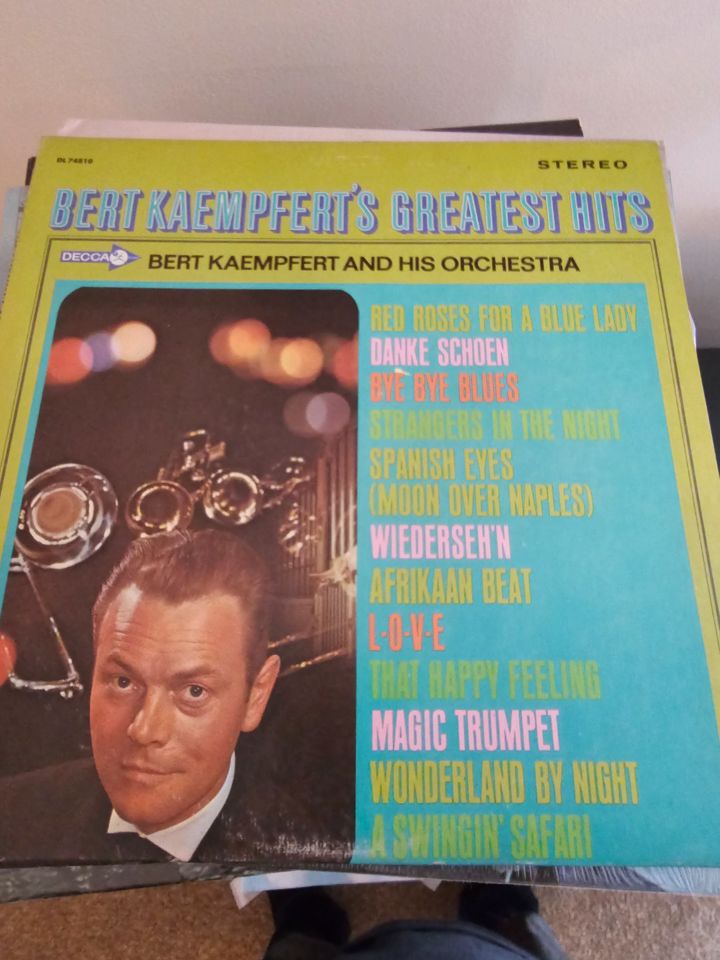 DL 74810
STEREO
BERT KAEMPFERT'S GREATEST HITS
DECCA
BERT KAEMPFERT AND HIS ORCHESTRA
RED ROSES FOR A BLUE LADY
DANKE SCHOEN
BYE BYE BLUES
STRANGERS IN THE NIGHT
SPANISH EYES
(MOON OVER NAPLES)
WIEDERSEH'N
AFRIKAAN BEAT
L-O-V-E
THAT HAPPY FEELING
MAGIC TRUMPET
WONDERLAND BY NIGHT
A SWINGIN' SAFARI